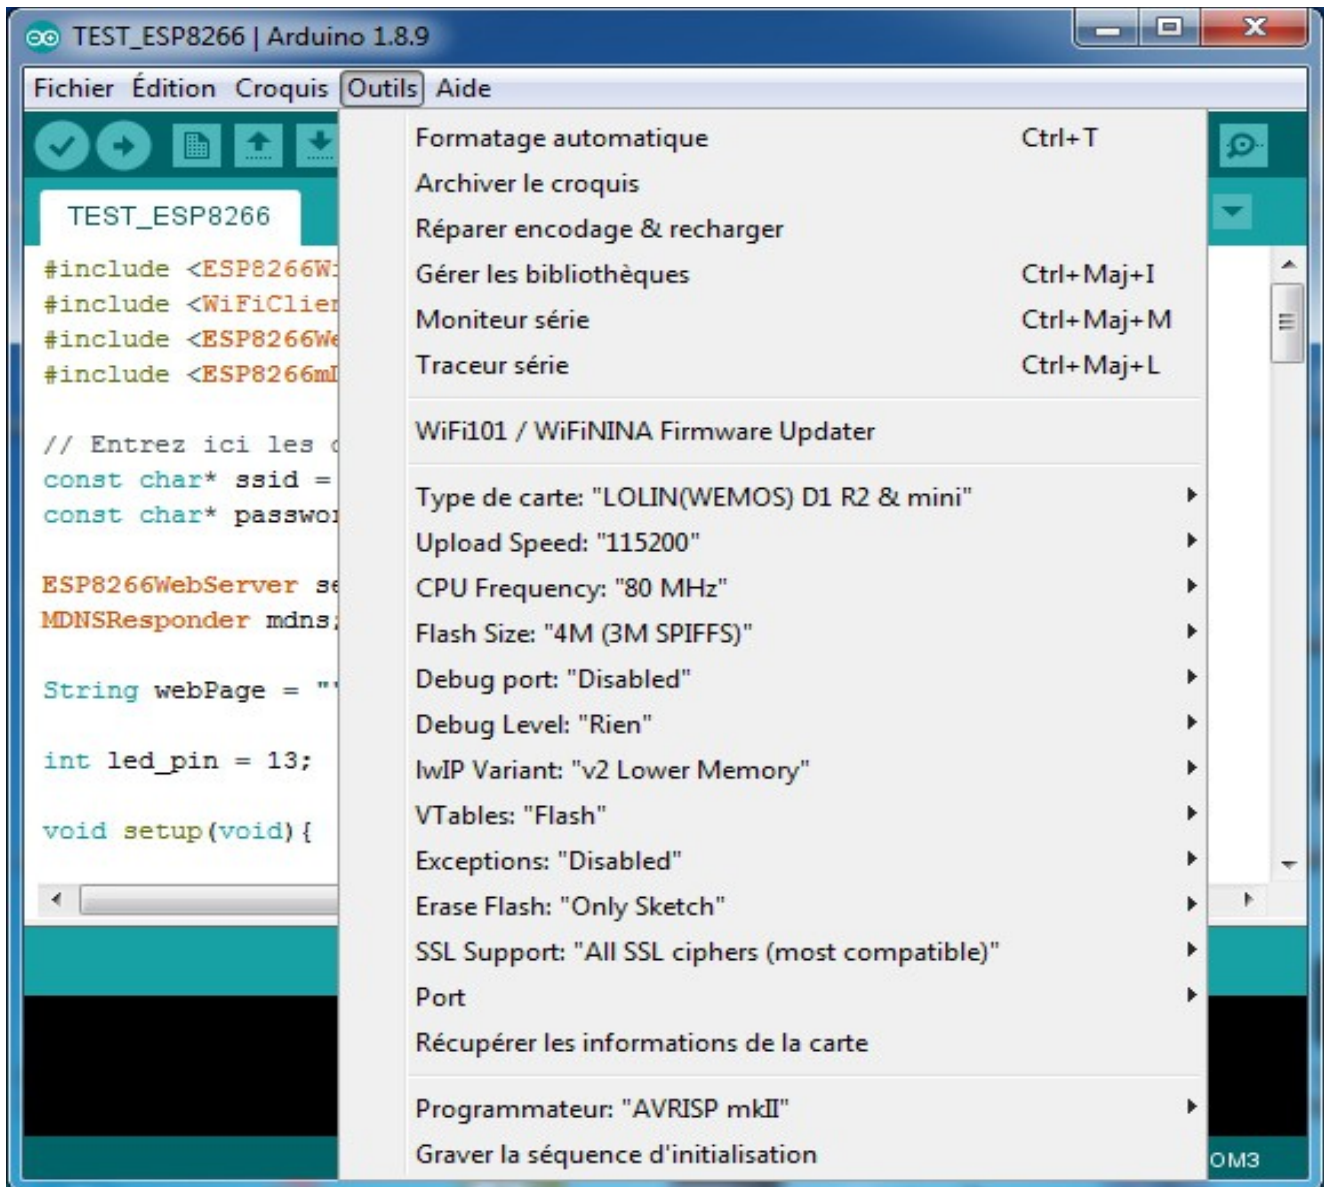 TEST_ESP8266 | Arduino 1.8.9
Fichier Édition Croquis Outils Aide
TEST_ESP8266
#include <ESP8266Wi
#include <WiFiClien
#include <ESP8266We
#include <ESP8266mD
// Entrez ici les
const char* ssid =
const char* passwor
ESP8266WebServer se
MDNSResponder mdns;
String webPage = "'
int led_pin = 13;
void setup(void){
Formatage automatique Ctrl+T
Archiver le croquis
Réparer encodage & recharger
Gérer les bibliothèques Ctrl+Maj+I
Moniteur série Ctrl+Maj+M
Traceur série Ctrl+Maj+L
WiFi101 / WiFiNINA Firmware Updater
Type de carte: "LOLIN(WEMOS) D1 R2 & mini"
Upload Speed: "115200"
CPU Frequency: "80 MHz"
Flash Size: "4M (3M SPIFFS)"
Debug port: "Disabled"
Debug Level: "Rien"
lwIP Variant: "v2 Lower Memory"
VTables: "Flash"
Exceptions: "Disabled"
Erase Flash: "Only Sketch"
SSL Support: "All SSL ciphers (most compatible)"
Port
Récupérer les informations de la carte
Programmateur: "AVRISP mkII"
Graver la séquence d'initialisation
OM3